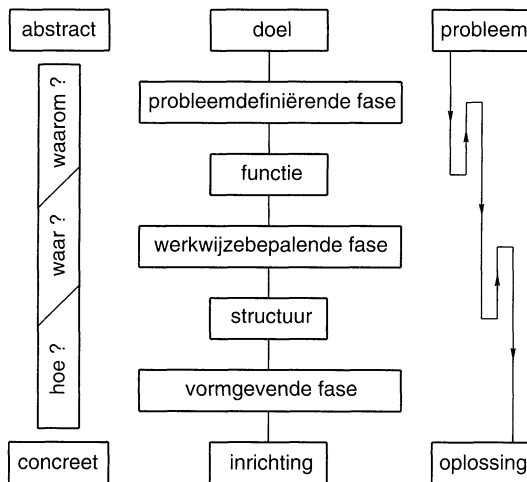 abstract
doel
probleem
waarom ?
waar ?
hoe ?
probleemdefiniërende fase
functie
werkwijzebepalende fase
structuur
vormgevende fase
concreet
inrichting
oplossing